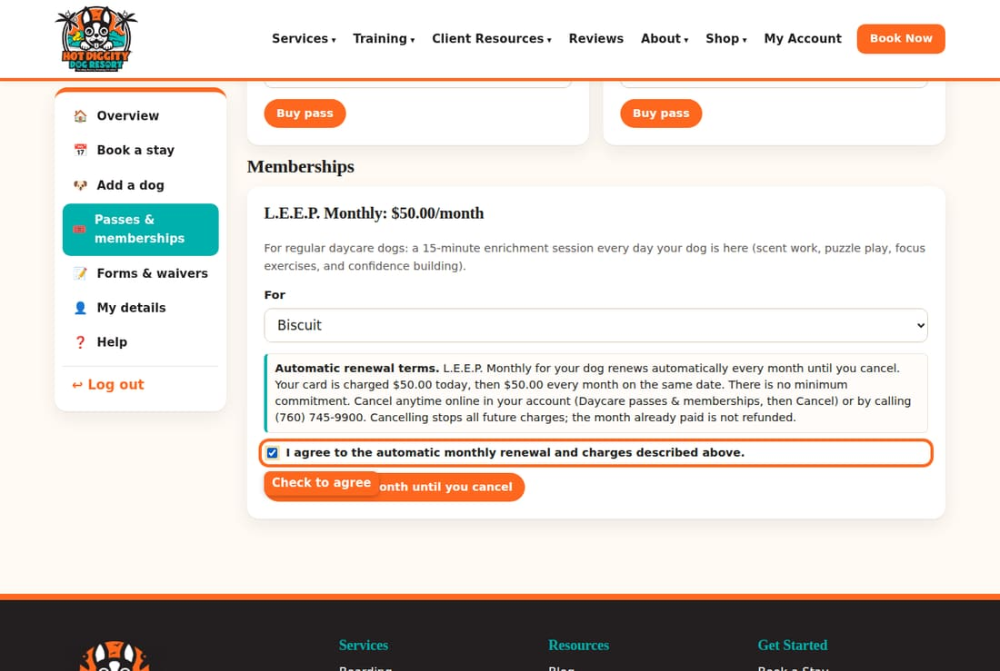 HOT DIGGITY
DOG RESORT
Services
Training
Client Resources
Reviews
About
Shop
My Account
Book Now
Overview
Book a stay
Add a dog
Passes &
memberships
Forms & waivers
My details
Help
Log out
Buy pass
Buy pass
Memberships
L.E.E.P. Monthly: $50.00/month
For regular daycare dogs: a 15-minute enrichment session every day your dog is here (scent work, puzzle play, focus
exercises, and confidence building).
For
Biscuit
Automatic renewal terms. L.E.E.P. Monthly for your dog renews automatically every month until you cancel.
Your card is charged $50.00 today, then $50.00 every month on the same date. There is no minimum
commitment. Cancel anytime online in your account (Daycare passes & memberships, then Cancel) or by calling
(760) 745-9900. Cancelling stops all future charges; the month already paid is not refunded.
I agree to the automatic monthly renewal and charges described above.
Check to agree
onth until you cancel
Services
Resources
Get Started
Boarding
Blog
Book a Stay